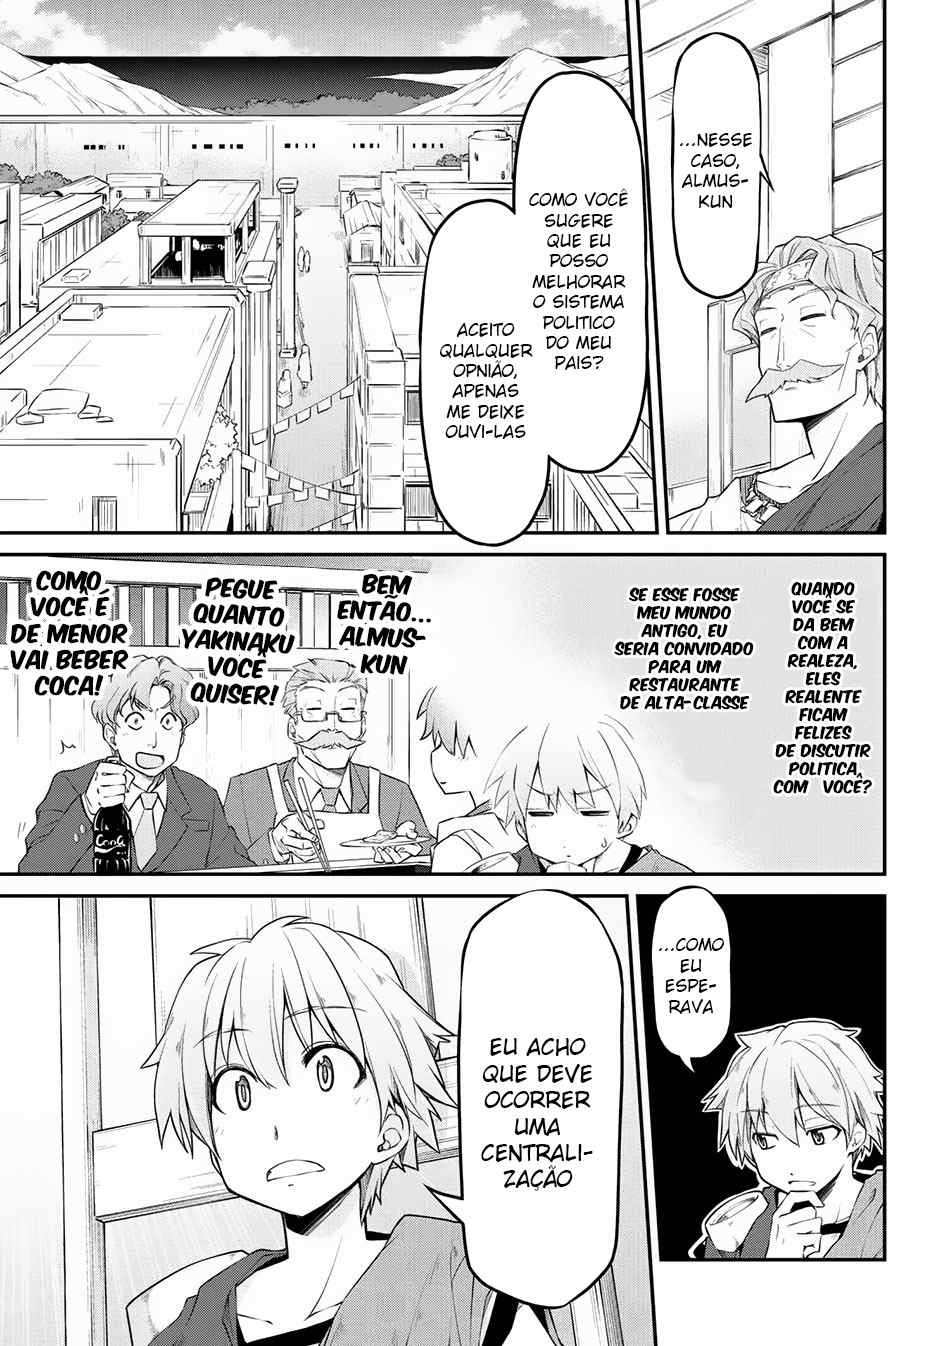 ...NESSE
CASO,
ALMUS-
KUN
COMO VOCÊ
SUGERE
QUE EU
POSSO
MELHORAR
O SISTEMA
POLITICO
DO MEU
PAIS?
ACEITO
QUALQUER
OPNIÃO,
APENAS
ME DEIXE
OUVI-LAS
QUANDO
VOCÊ SE
DA BEM
COM A
REALEZA,
ELES
REALENTE
FICAM
FELIZES
DE DISCUTIR
POLITICA,
COM VOCÊ?
SE ESSE FOSSE
MEU MUNDO
ANTIGO, EU
SERIA CONVIDADO
PARA UM
RESTAURANTE
DE ALTA-CLASSE
BEM
ENTÃO...
ALMUS-
KUN
PEGUE
QUANTO
YAKINAKU
VOCÊ
QUISER!
COMO
VOCÊ É
DE MENOR
VAI BEBER
COCA!
...COMO
EU
ESPE-
RAVA
EU ACHO
QUE DEVE
OCORRER
UMA
CENTRALI-
ZAÇÃO